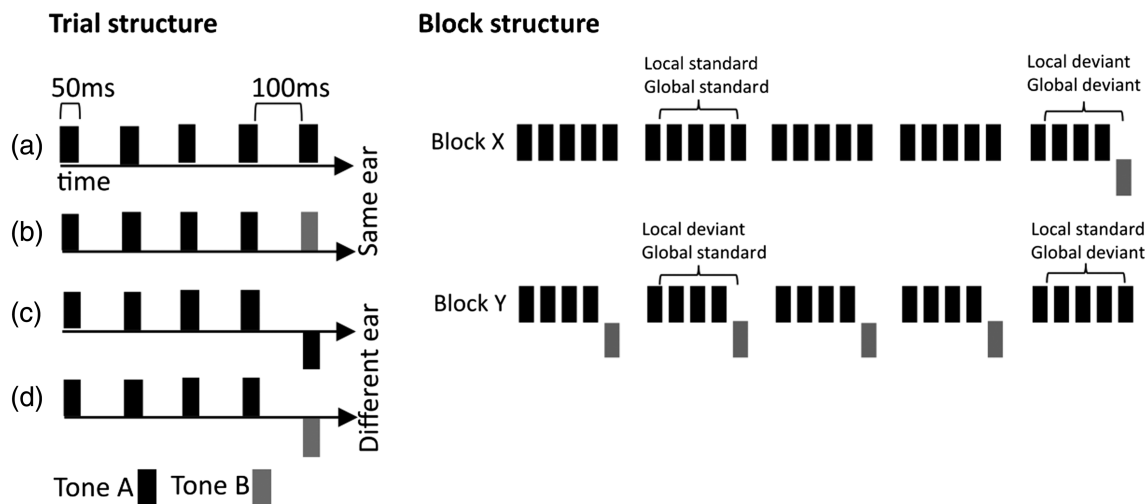 Trial structure
50ms
100ms
(a)
time
(b)
Same ear
(c)
(d)
Different ear
Tone A
Tone B
Block structure
Local standard
Global standard
Local deviant
Global deviant
Block X
Local deviant
Global standard
Local standard
Global deviant
Block Y